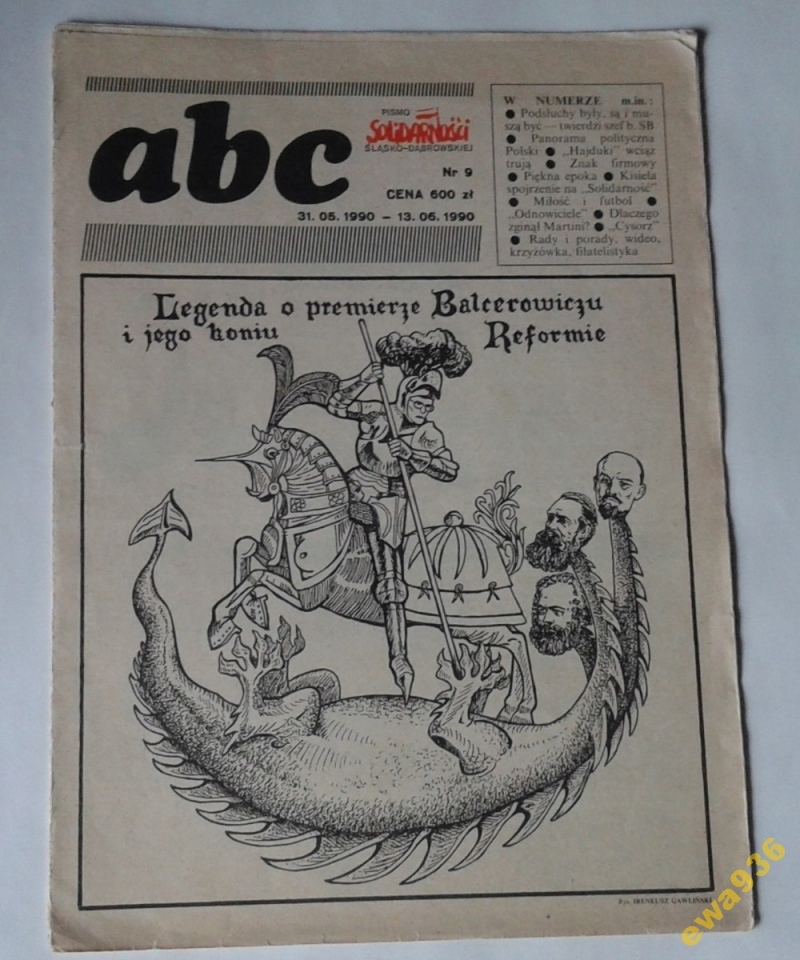 abc
PISMO
SOLIDARNOŚCI
ŚLĄSKO-DĄBROWSKIEJ
Nr 9
CENA 600 zł
31. 05. 1990 — 13. 06. 1990
W NUMERZE m.in.:
● Podsłuchy były, są i mu-
szą być — twierdzi szef b. SB
● Panorama polityczna
Polski ● „Hajduki" wciąż
trują ● Znak firmowy
● Piękna epoka ● Kisiela
spojrzenie na „Solidarność"
● Miłość i futbol ●
„Odnowiciele" ● Dlaczego
zginął Martini? ● „Cysorz"
● Rady i porady, wideo,
krzyżówka, filatelistyka
Legenda o premierze Balcerowiczu
i jego koniu Reformie
Rys. IRENEUSZ GAWLIŃSKI
ewa936